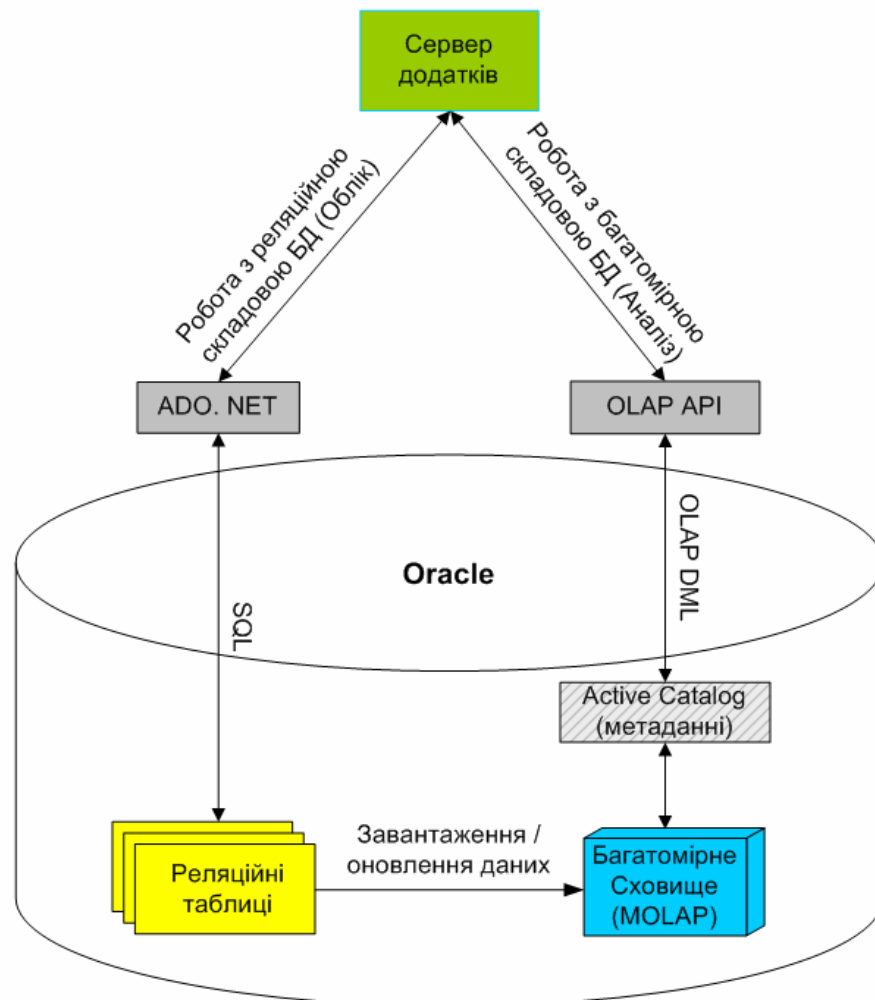 Сервер
додатків
Робота з реляційною
складовою БД (Облік)
Робота з багатомірною
складовою БД (Аналіз)
ADO. NET
OLAP API
Oracle
SQL
OLAP DML
Active Catalog
(метаданні)
Завантаження /
оновлення даних
Реляційні
таблиці
Багатомірне
Сховище
(MOLAP)